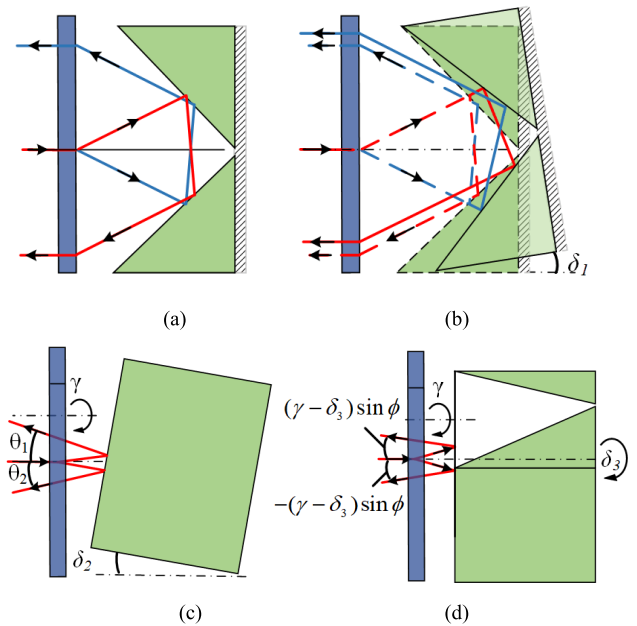 (a)
δ1
(b)
γ
θ1
θ2
δ2
(c)
γ
(γ−δ3) sin ϕ
−(γ−δ3) sin ϕ
δ3
(d)